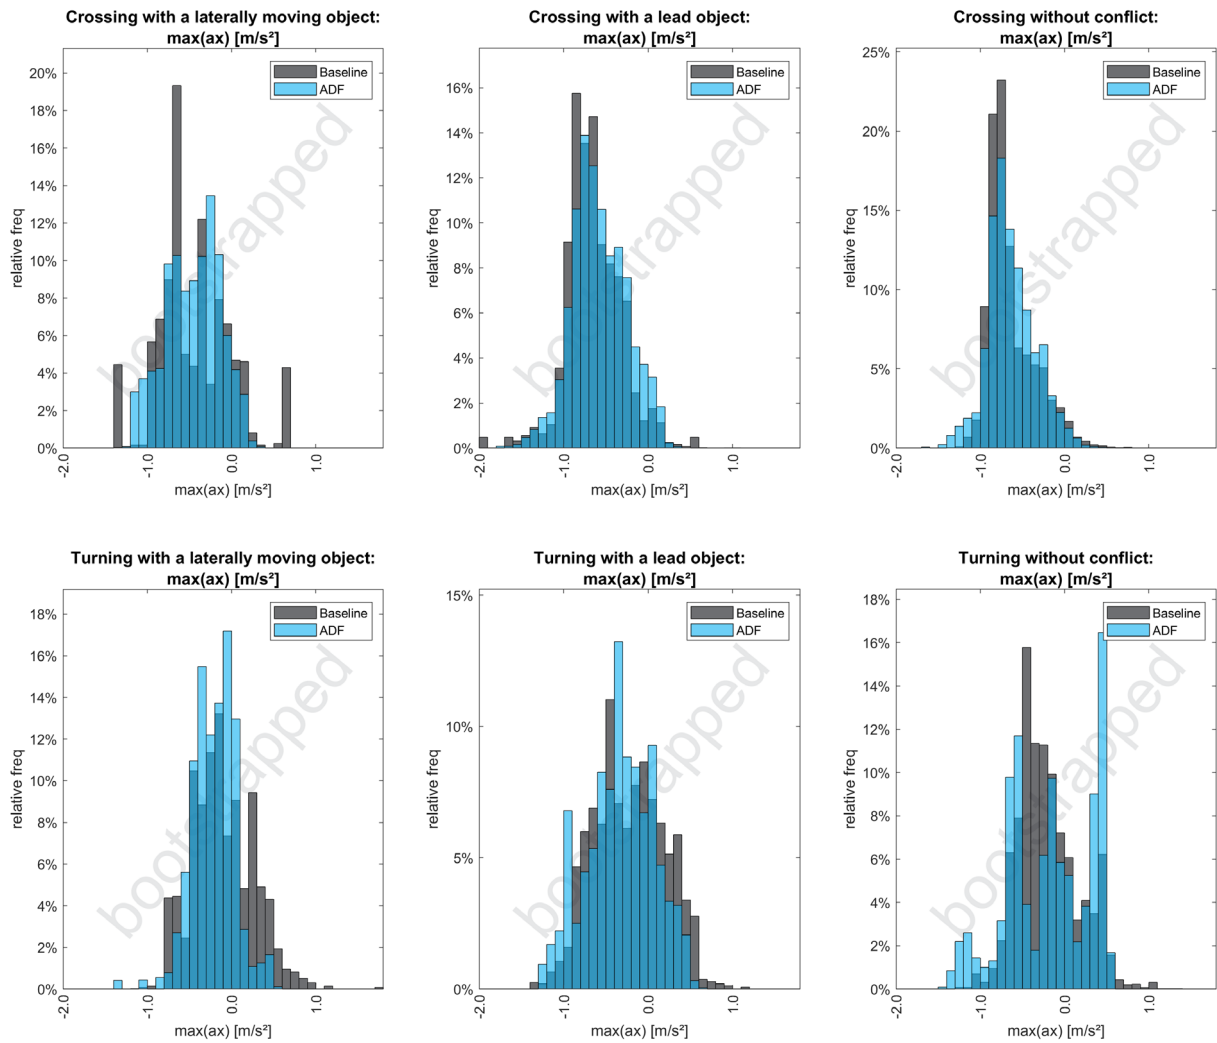 Crossing with a laterally moving object:
max(ax) [m/s²]
20%
18%
16%
14%
12%
10%
8%
6%
4%
2%
0%
relative freq
Baseline
ADF
bootstrapped
-2.0
-1.0
0.0
1.0
max(ax) [m/s²]
Crossing with a lead object:
max(ax) [m/s²]
16%
14%
12%
10%
8%
6%
4%
2%
0%
relative freq
Baseline
ADF
bootstrapped
-2.0
-1.0
0.0
1.0
max(ax) [m/s²]
Crossing without conflict:
max(ax) [m/s²]
25%
20%
15%
10%
5%
0%
relative freq
Baseline
ADF
bootstrapped
-2.0
-1.0
0.0
1.0
max(ax) [m/s²]
Turning with a laterally moving object:
max(ax) [m/s²]
18%
16%
14%
12%
10%
8%
6%
4%
2%
0%
relative freq
Baseline
ADF
bootstrapped
-2.0
-1.0
0.0
1.0
max(ax) [m/s²]
Turning with a lead object:
max(ax) [m/s²]
15%
10%
5%
0%
relative freq
Baseline
ADF
bootstrapped
-2.0
-1.0
0.0
1.0
max(ax) [m/s²]
Turning without conflict:
max(ax) [m/s²]
18%
16%
14%
12%
10%
8%
6%
4%
2%
0%
relative freq
Baseline
ADF
bootstrapped
-2.0
-1.0
0.0
1.0
max(ax) [m/s²]